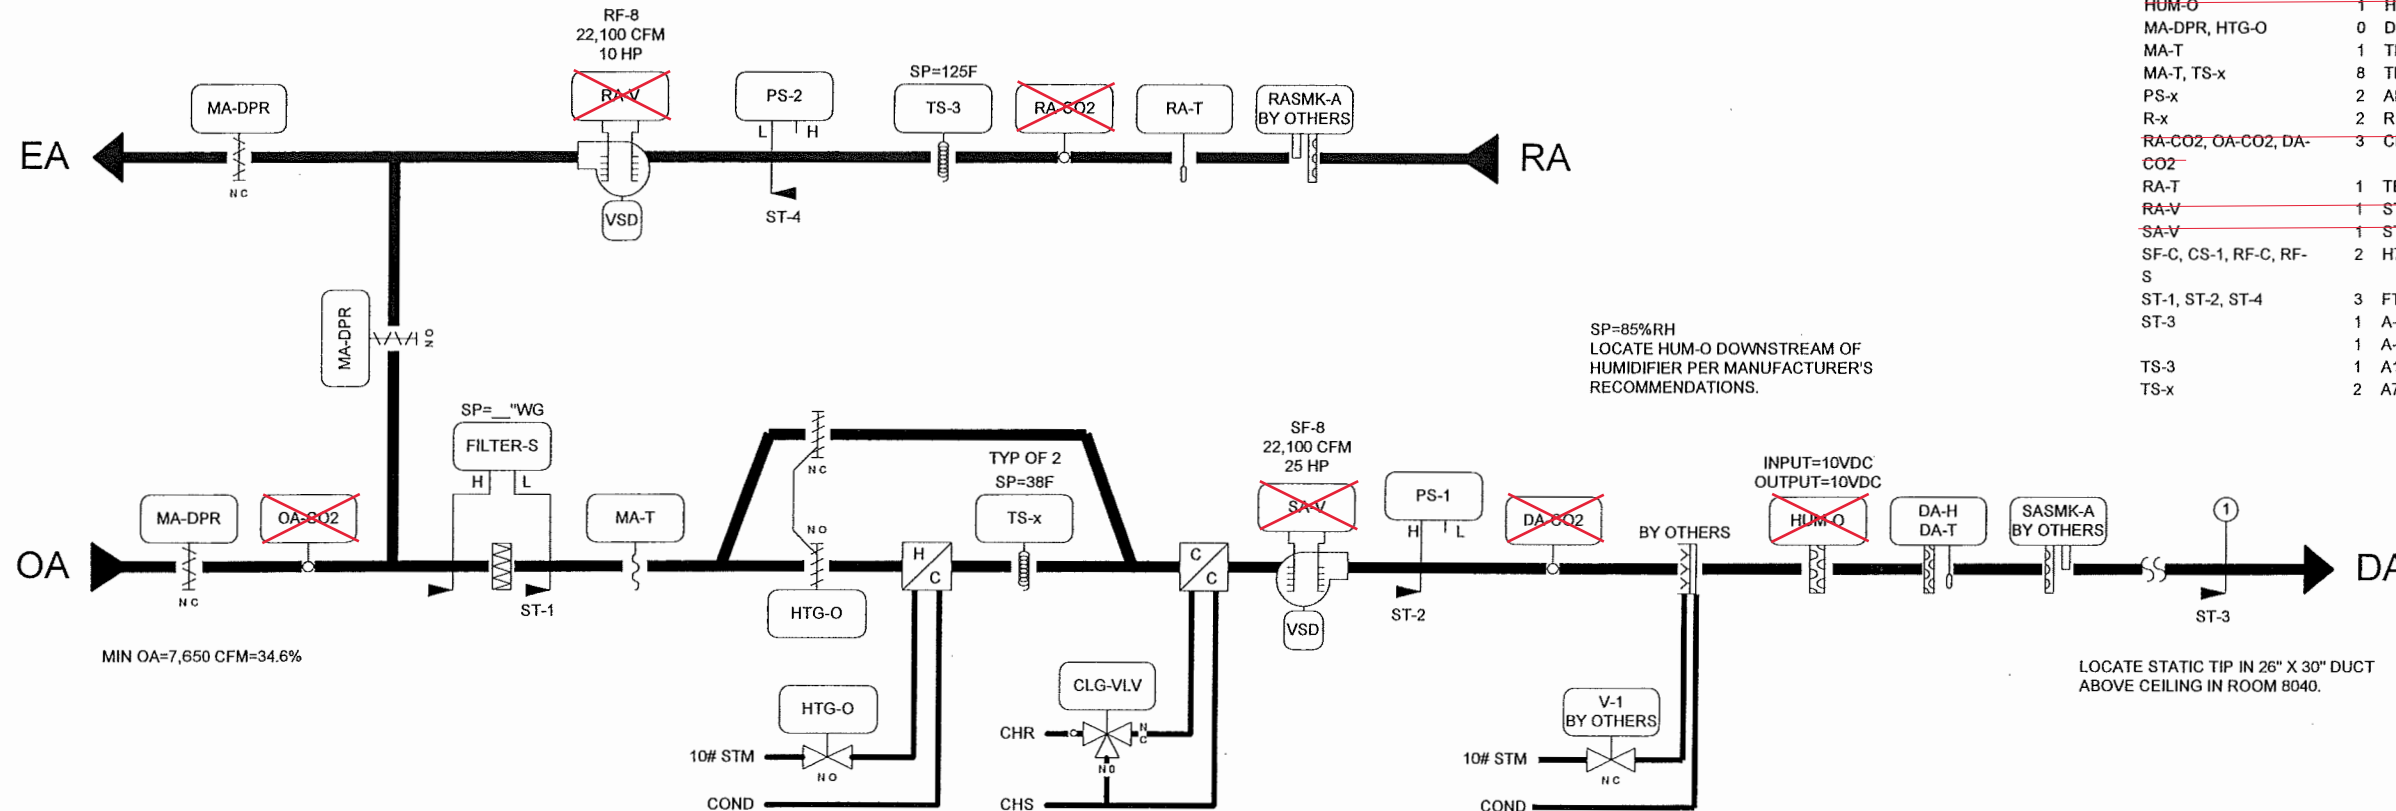 RF-8
22,100 CFM
10 HP
MA-DPR
RA-V
PS-2
L H
SP=125F
TS-3
RA-CO2
RA-T
RASMK-A
BY OTHERS
EA
RA
NC
VSD
ST-4
MA-DPR
NO
HUM-O 1
MA-DPR, HTG-O 0
MA-T 1
MA-T, TS-x 8
PS-x 2
R-x 2
RA-CO2, OA-CO2, DA-CO2 3
RA-T 1
RA-V 1
SA-V 1
SF-C, CS-1, RF-C, RF-S 2
ST-1, ST-2, ST-4 3
ST-3 1
1
TS-3 1
TS-x 2
SP=85%RH
LOCATE HUM-O DOWNSTREAM OF
HUMIDIFIER PER MANUFACTURER'S
RECOMMENDATIONS.
SP=__"WG
FILTER-S
H L
MA-DPR
OA-CO2
MA-T
NC
NO
TYP OF 2
SP=38F
TS-x
SF-8
22,100 CFM
25 HP
SA-V
PS-1
H L
DA-CO2
BY OTHERS
INPUT=10VDC
OUTPUT=10VDC
HUM-O
DA-H
DA-T
SASMK-A
BY OTHERS
1
OA
H
C
C
C
DA
NC
ST-1
HTG-O
VSD
ST-2
ST-3
MIN OA=7,650 CFM=34.6%
LOCATE STATIC TIP IN 26" X 30" DUCT
ABOVE CEILING IN ROOM 8040.
HTG-O
CLG-VLV
V-1
BY OTHERS
10# STM
NO
CHR
C
NC
NO
10# STM
NC
COND
CHS
COND